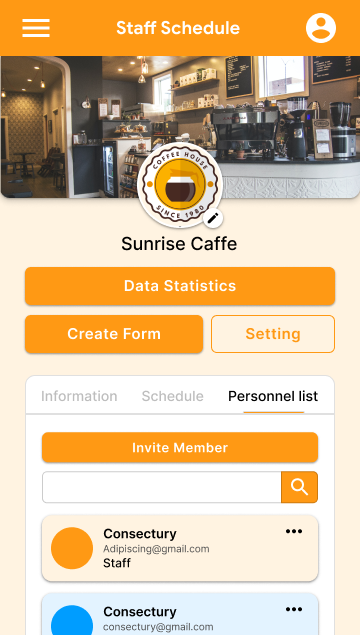 Staff Schedule
COFFEE HOUSE
SINCE 1980
Sunrise Caffe
Data Statistics
Create Form
Setting
Information
Schedule
Personnel list
Invite Member
Consectury
Adipiscing@gmail.com
Staff
Consectury
consectury@gmail.com